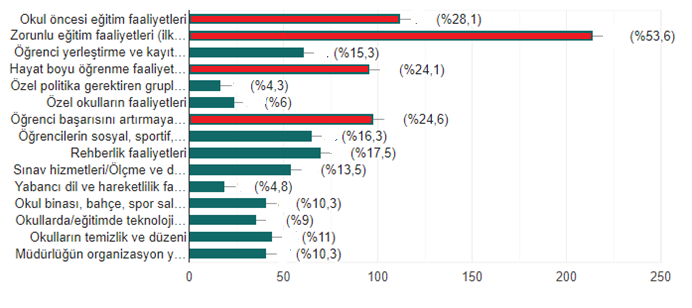 Okul öncesi eğitim faaliyetleri (%28,1)
Zorunlu eğitim faaliyetleri (ilk... (%53,6)
Öğrenci yerleştirme ve kayıt... (%15,3)
Hayat boyu öğrenme faaliyet... (%24,1)
Özel politika gerektiren grupl... (%4,3)
Özel okulların faaliyetleri (%6)
Öğrenci başarısını artırmaya... (%24,6)
Öğrencilerin sosyal, sportif,... (%16,3)
Rehberlik faaliyetleri (%17,5)
Sınav hizmetleri/Ölçme ve d... (%13,5)
Yabancı dil ve hareketlilik fa... (%4,8)
Okul binası, bahçe, spor sal... (%10,3)
Okullarda/eğitimde teknoloji... (%9)
Okulların temizlik ve düzeni (%11)
Müdürlüğün organizasyon y... (%10,3)
0 50 100 150 200 250